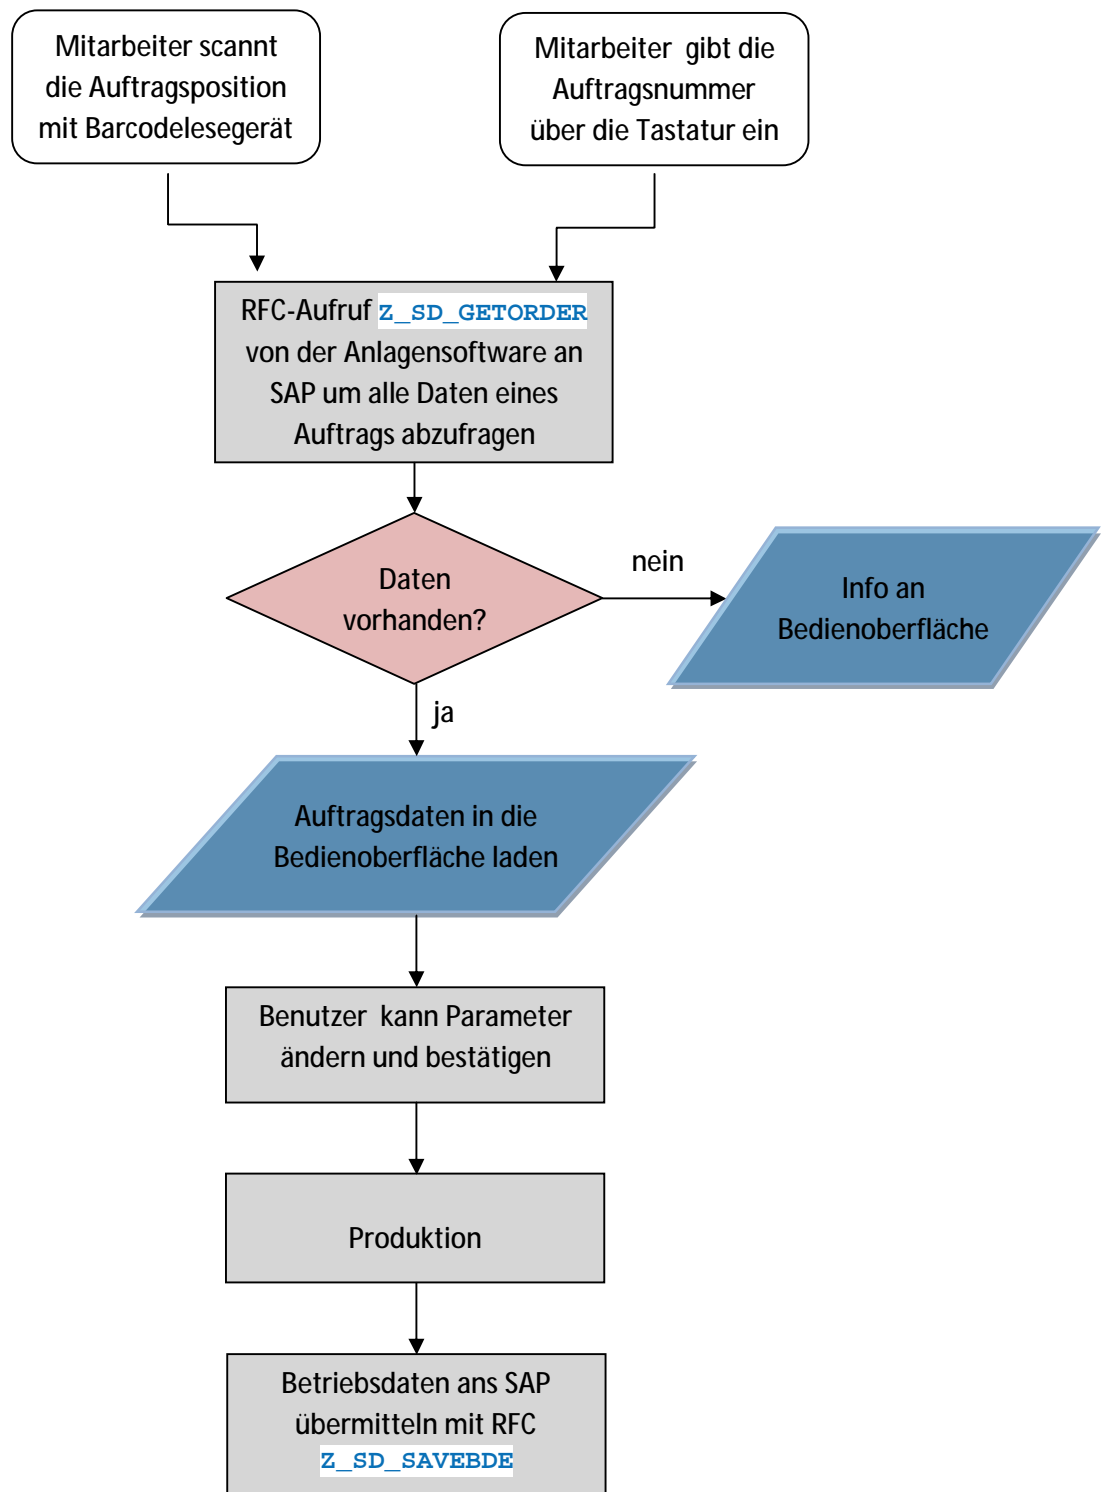 Mitarbeiter scannt
die Auftragsposition
mit Barcodelesegerät
Mitarbeiter gibt die
Auftragsnummer
über die Tastatur ein
RFC-Aufruf Z_SD_GETORDER
von der Anlagensoftware an
SAP um alle Daten eines
Auftrags abzufragen
Daten
vorhanden?
nein
Info an
Bedienoberfläche
ja
Auftragsdaten in die
Bedienoberfläche laden
Benutzer kann Parameter
ändern und bestätigen
Produktion
Betriebsdaten ans SAP
übermitteln mit RFC
Z_SD_SAVEBDE